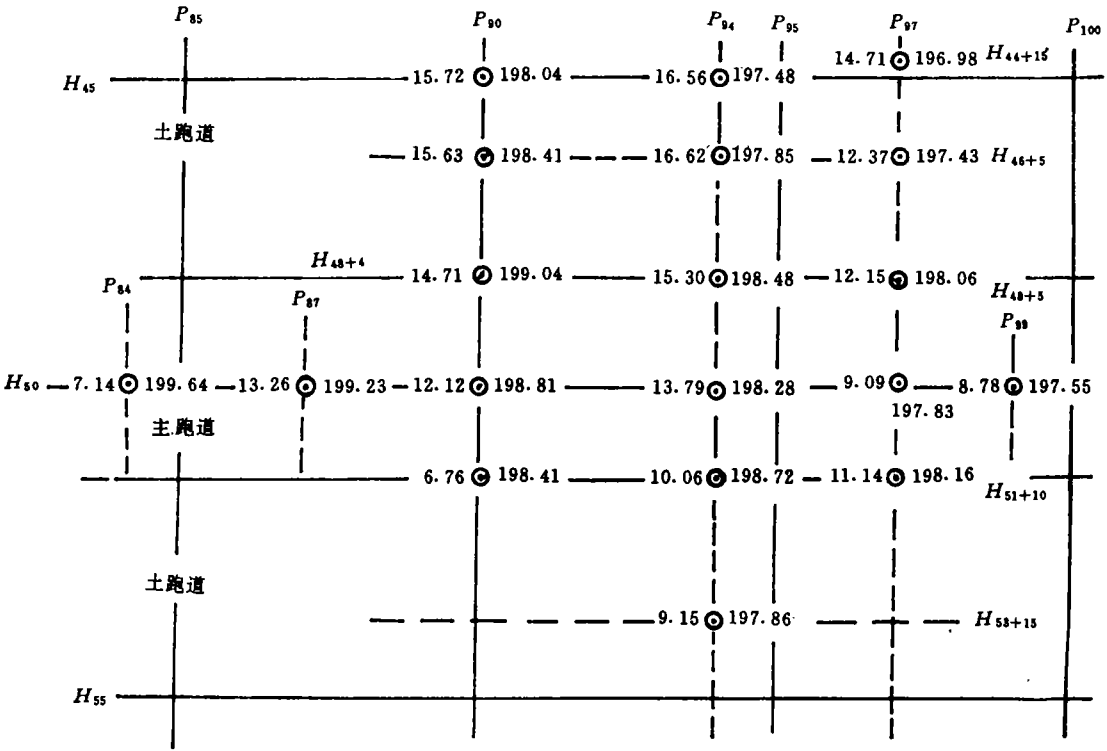 P₈₅ P₉₀ P₉₄ P₉₅ P₉₇ P₁₀₀
H₄₅ 15.72 198.04 16.56 197.48 14.71 196.98 H₄₄₊₁₅
土跑道
15.63 198.41 16.62 197.85 12.37 197.43 H₄₆₊₅
H₄₈₊₄ 14.71 199.04 15.30 198.48 12.15 198.06 H₄₈₊₅
P₈₄ P₈₇ P₉₉
H₅₀ 7.14 199.64 13.26 199.23 12.12 198.81 13.79 198.28 9.09 197.83 8.78 197.55
主跑道
6.76 198.41 10.06 198.72 11.14 198.16 H₅₁₊₁₀
土跑道
9.15 197.86 H₅₃₊₁₅
H₅₅